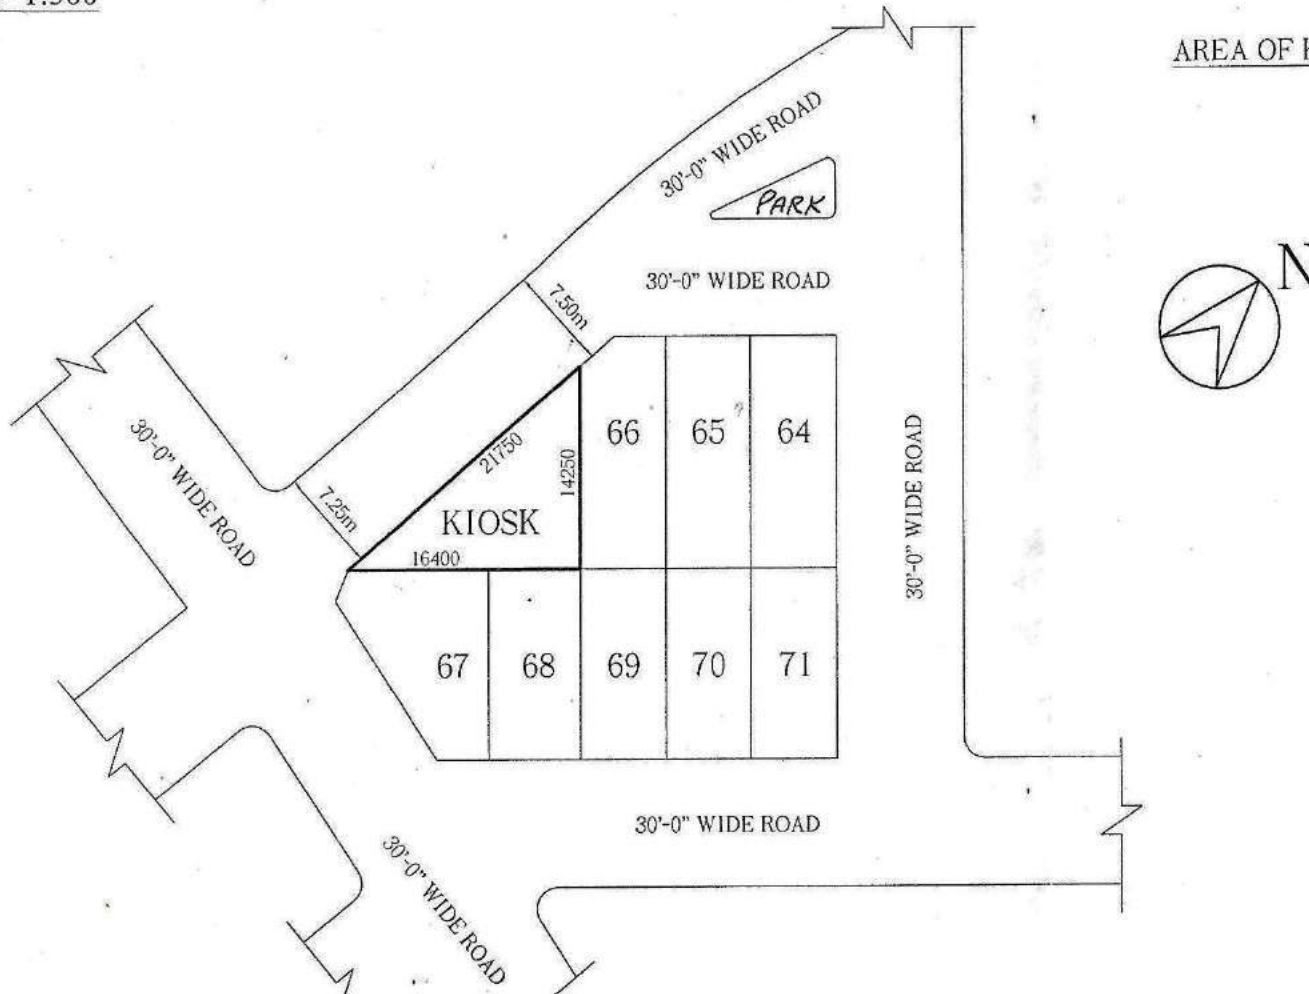 1:500
AREA OF
30'-0" WIDE ROAD
PARK
N
30'-0" WIDE ROAD
7.50m
66
65
64
30'-0" WIDE ROAD
21750
14250
30'-0" WIDE ROAD
7.25m
KIOSK
16400
67
68
69
70
71
30'-0" WIDE ROAD
30'-0" WIDE ROAD